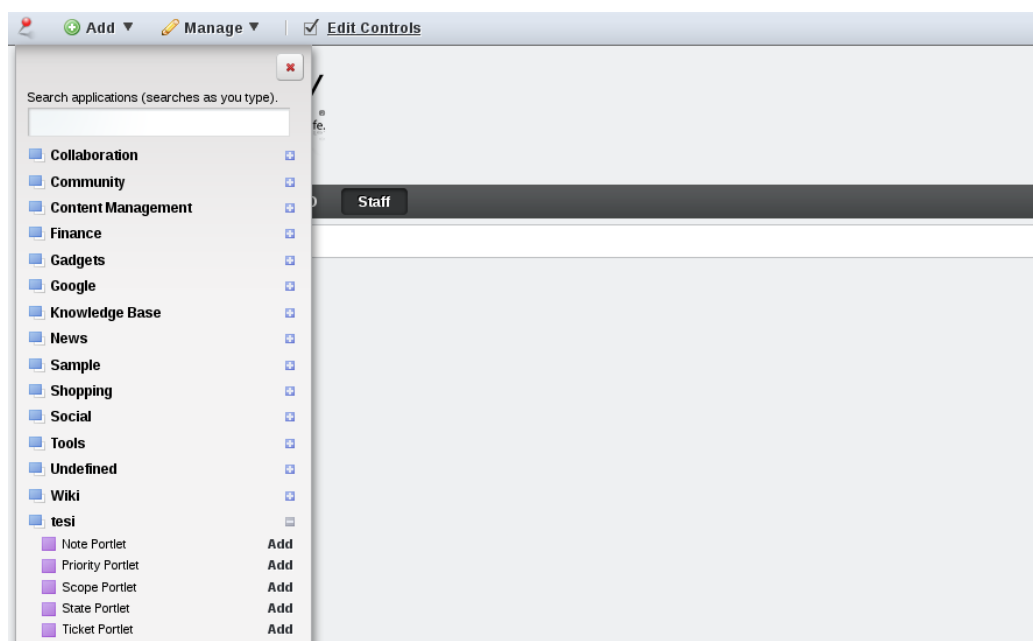 Add Manage Edit Controls
Search applications (searches as you type).
fe.
Collaboration
Community
Content Management
Staff
Finance
Gadgets
Google
Knowledge Base
News
Sample
Shopping
Social
Tools
Undefined
Wiki
tesi
Note Portlet Add
Priority Portlet Add
Scope Portlet Add
State Portlet Add
Ticket Portlet Add